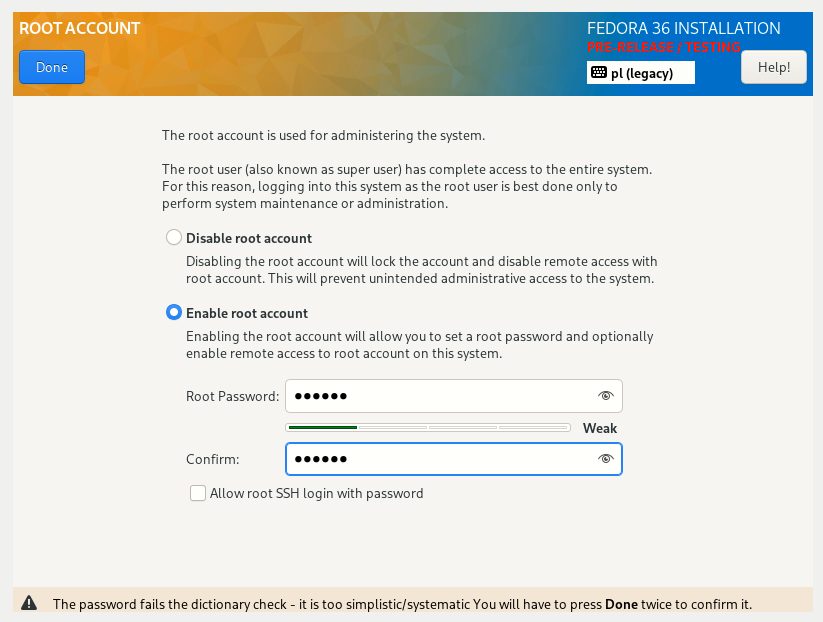 ROOT ACCOUNT
FEDORA 36 INSTALLATION
PRE-RELEASE / TESTING
Done
pl (legacy)
Help!
The root account is used for administering the system.
The root user (also known as super user) has complete access to the entire system.
For this reason, logging into this system as the root user is best done only to
perform system maintenance or administration.
Disable root account
Disabling the root account will lock the account and disable remote access with
root account. This will prevent unintended administrative access to the system.
Enable root account
Enabling the root account will allow you to set a root password and optionally
enable remote access to root account on this system.
Root Password: ●●●●●●
Weak
Confirm: ●●●●●●
Allow root SSH login with password
The password fails the dictionary check - it is too simplistic/systematic You will have to press Done twice to confirm it.